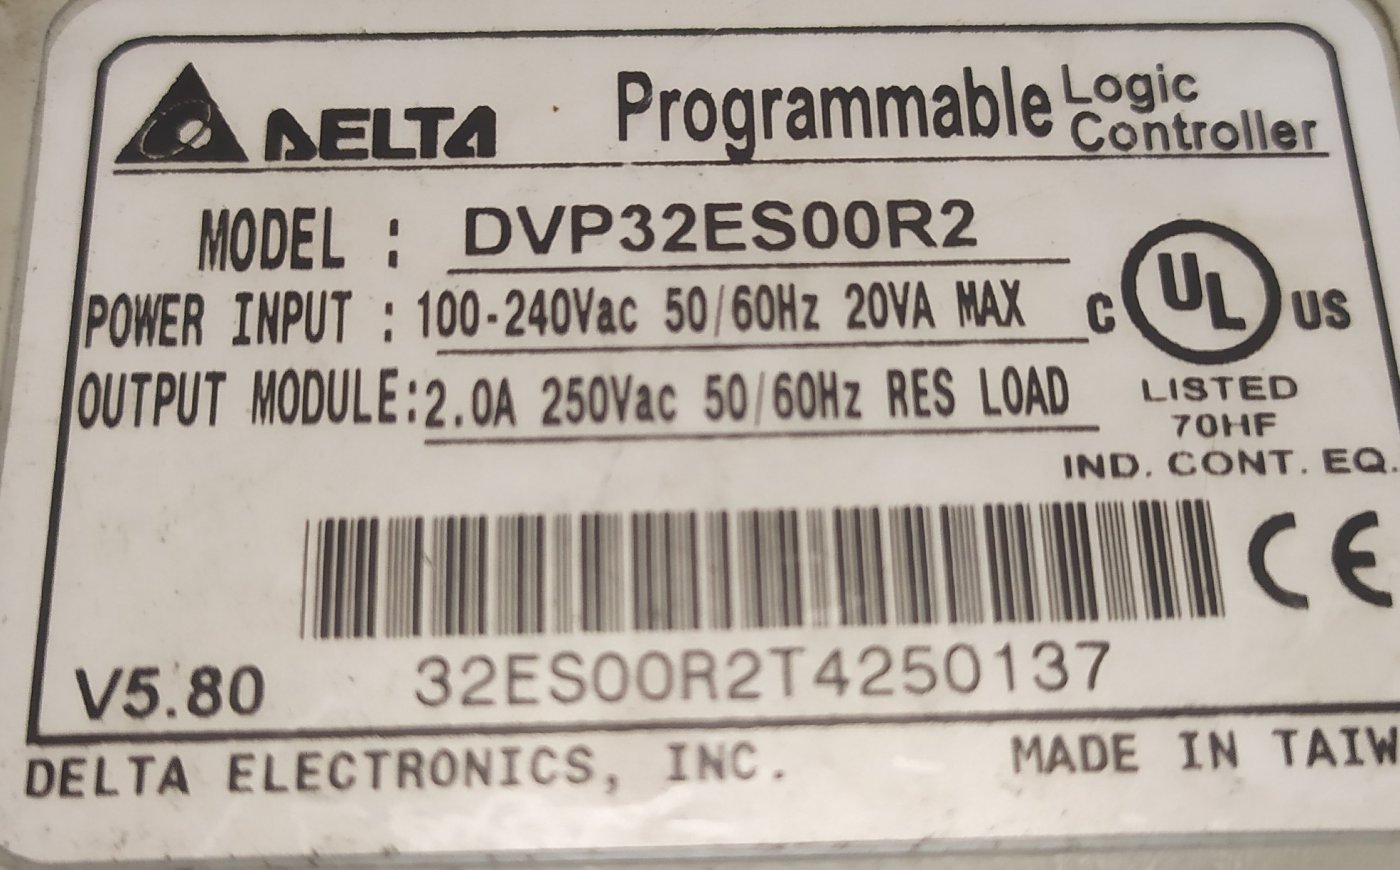 DELTA Programmable Logic Controller
MODEL : DVP32ES00R2
POWER INPUT : 100-240Vac 50/60Hz 20VA MAX
OUTPUT MODULE: 2.0A 250Vac 50/60Hz RES LOAD
C UL US
LISTED
70HF
IND. CONT. EQ.
CE
V5.80 32ES00R2T4250137
DELTA ELECTRONICS, INC. MADE IN TAIW